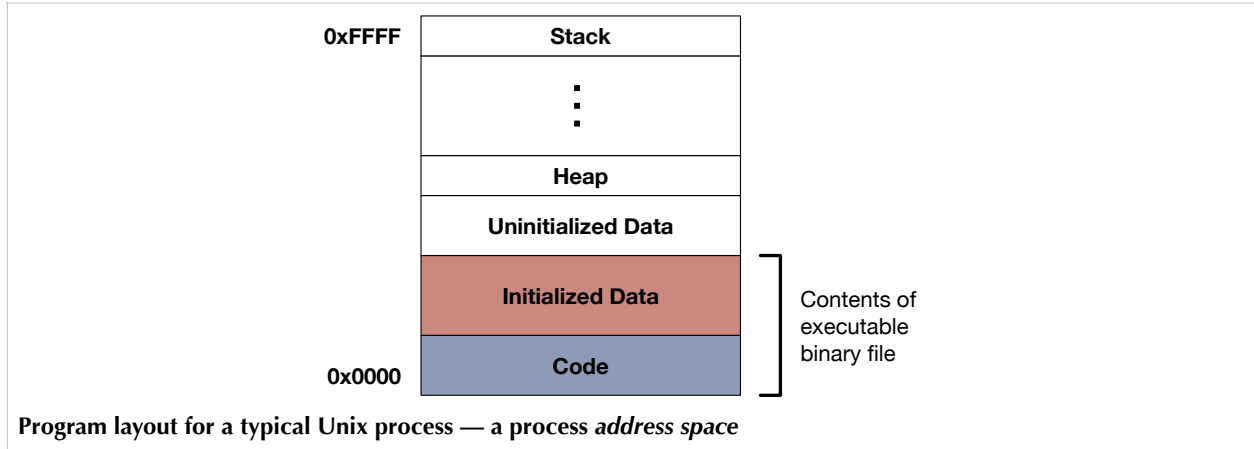 0xFFFF
Stack
Heap
Uninitialized Data
Initialized Data
Contents of
executable
binary file
Code
0x0000
Program layout for a typical Unix process — a process address space